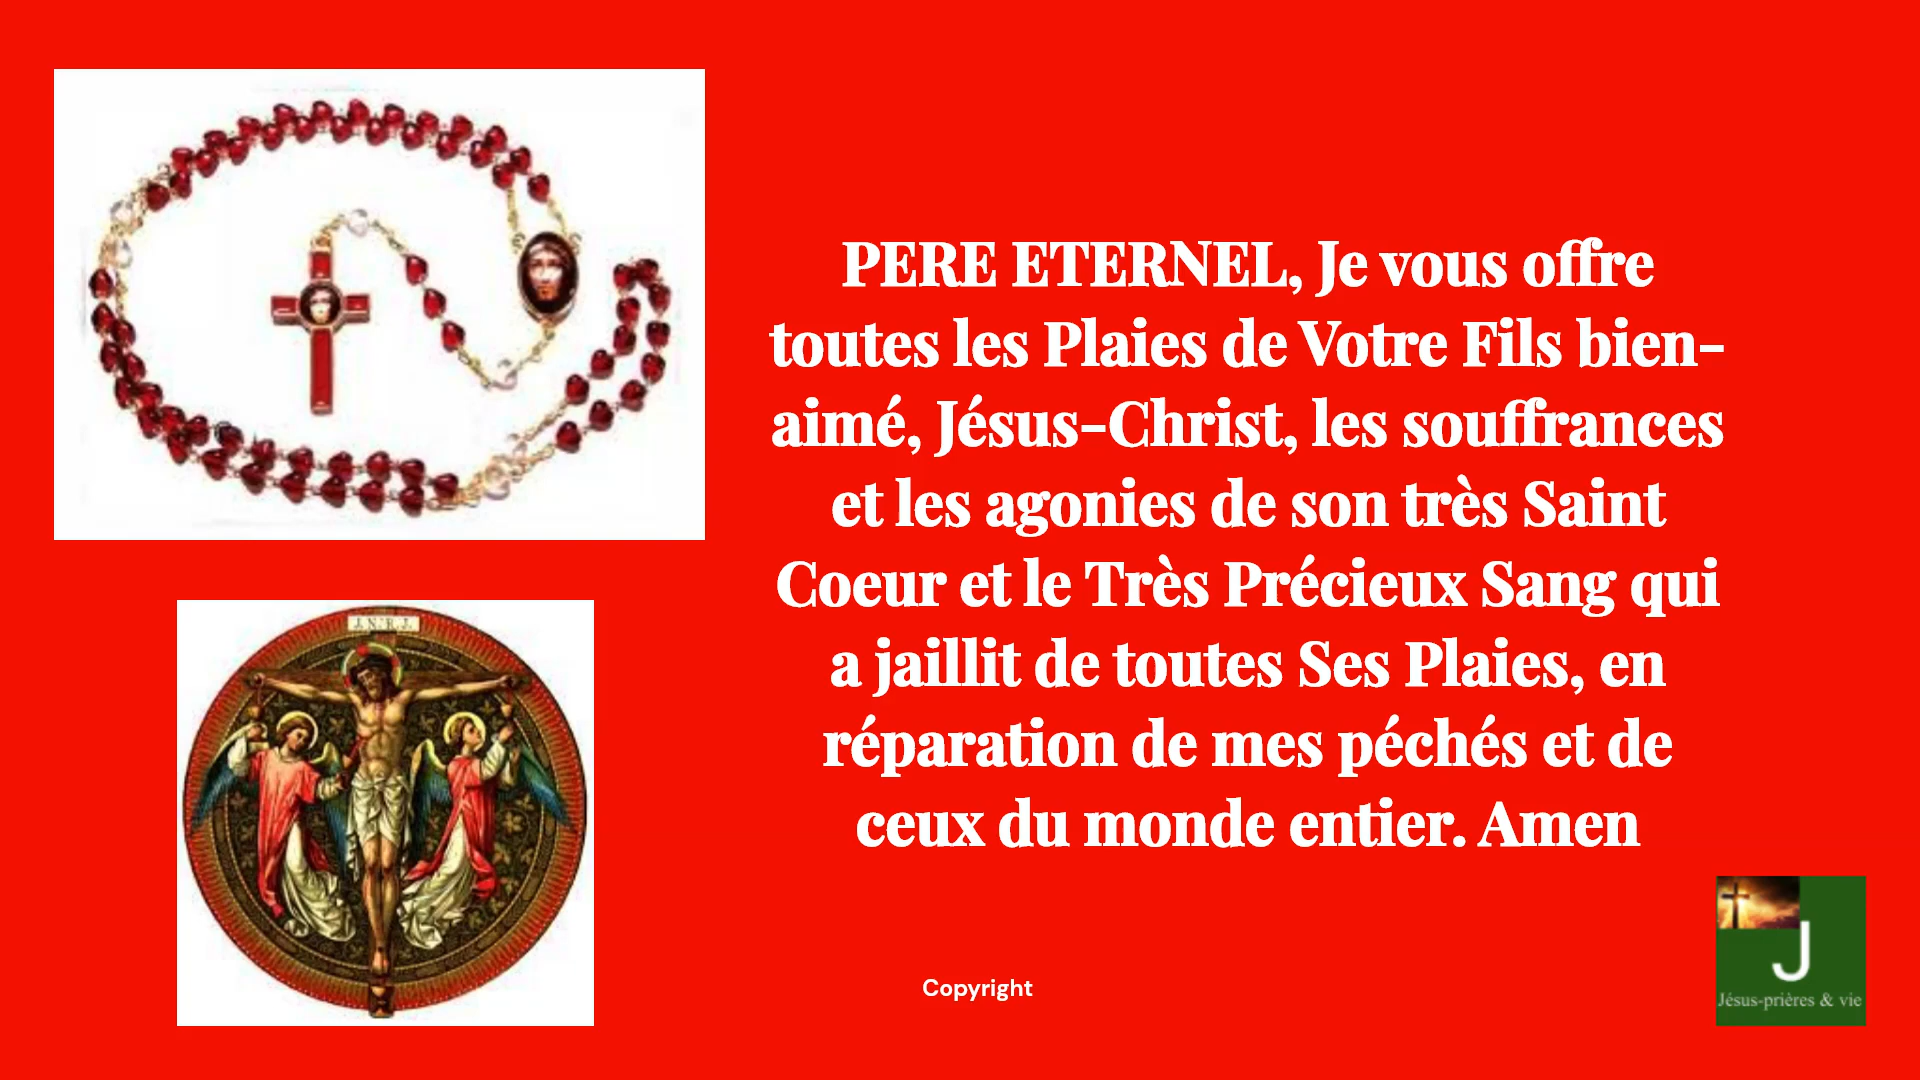 PERE ETERNEL, Je vous offre
toutes les Plaies de Votre Fils bien-
aimé, Jésus-Christ, les souffrances
et les agonies de son très Saint
Coeur et le Très Précieux Sang qui
a jaillit de toutes Ses Plaies, en
réparation de mes péchés et de
ceux du monde entier. Amen
J.N.R.J.
Copyright
J
Jésus-prières & vie